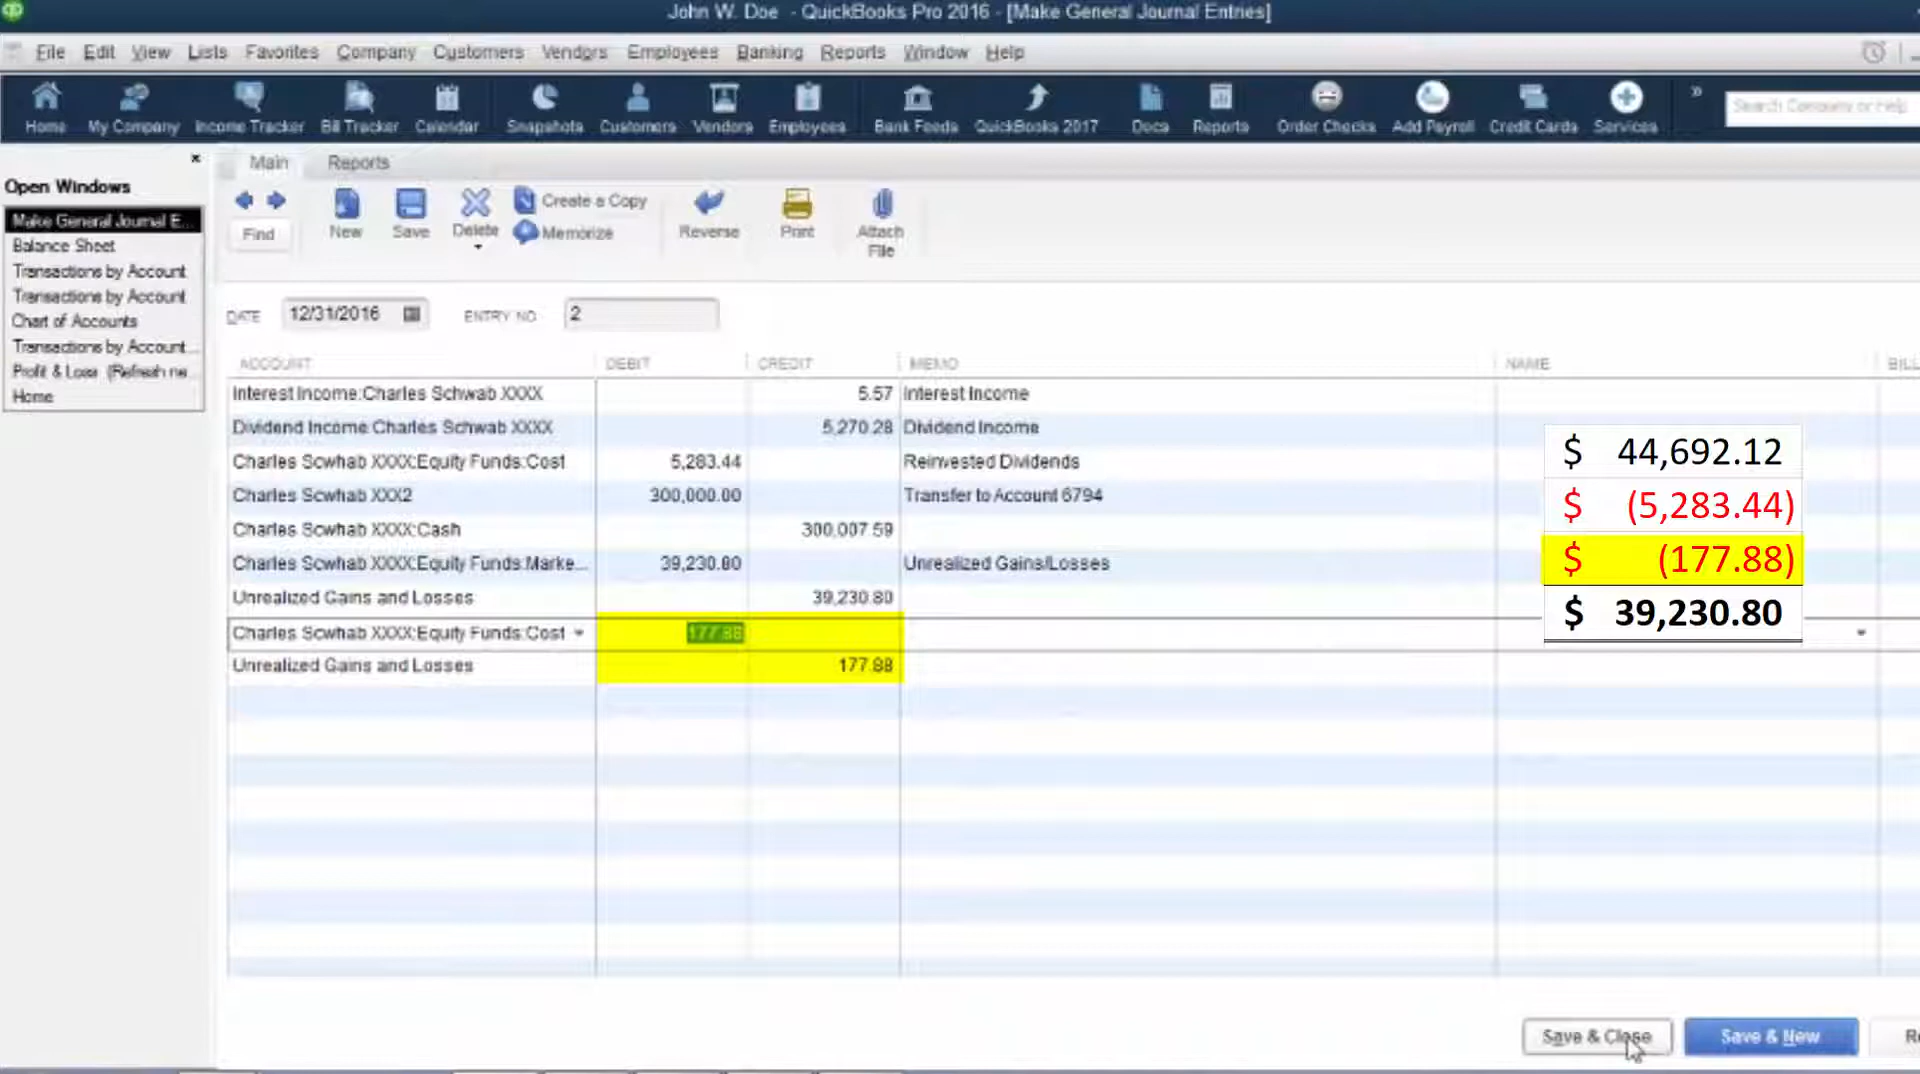 John W. Doe - QuickBooks Pro 2016 - [Make General Journal Entries]
File Edit View Lists Favorites Company Customers Vendors Employees Banking Reports Window Help
Home My Company Income Tracker Bill Tracker Calendar Snapshots Customers Vendors Employees Bank Feeds QuickBooks 2017 Docs Reports Order Checks Add Payroll Credit Cards Services » Search Company or Help
Open Windows
Make General Journal E...
Balance Sheet
Transactions by Account
Transactions by Account
Chart of Accounts
Transactions by Account...
Profit & Loss (Refresh ne...
Home
Main Reports
Find New Save Delete Create a Copy
Memorize Reverse Print Attach File
DATE 12/31/2016 ENTRY NO. 2
ACCOUNT DEBIT CREDIT MEMO NAME BILL
Interest Income:Charles Schwab XXXX 5.57 Interest Income
Dividend Income:Charles Schwab XXXX 5,270.28 Dividend Income
Charles Scwhab XXXX:Equity Funds:Cost 5,283.44 Reinvested Dividends
Charles Scwhab XXX2 300,000.00 Transfer to Account 6794
Charles Scwhab XXXX:Cash 300,007.59
Charles Scwhab XXXX:Equity Funds:Marke... 39,230.80 Unrealized Gains/Losses
Unrealized Gains and Losses 39,230.80
Charles Scwhab XXXX:Equity Funds:Cost 177.88
Unrealized Gains and Losses 177.88
$ 44,692.12
$ (5,283.44)
$ (177.88)
$ 39,230.80
Save & Close Save & New Re